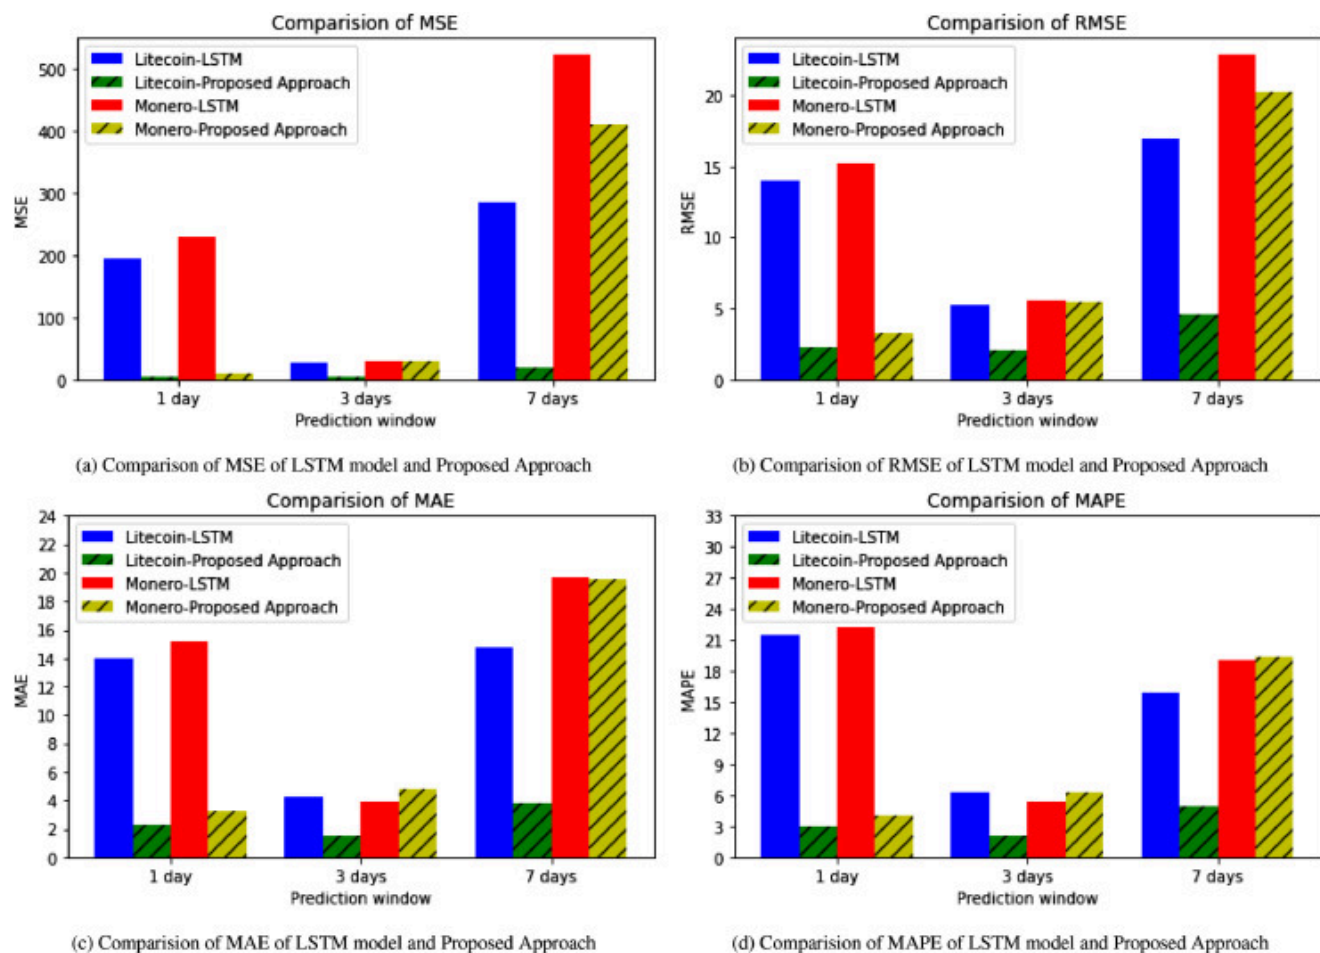 Comparision of MSE
Litecoin-LSTM
Litecoin-Proposed Approach
Monero-LSTM
Monero-Proposed Approach
500
400
300
200
100
0
MSE
1 day
3 days
7 days
Prediction window
(a) Comparision of MSE of LSTM model and Proposed Approach
Comparision of RMSE
Litecoin-LSTM
Litecoin-Proposed Approach
Monero-LSTM
Monero-Proposed Approach
20
15
10
5
0
RMSE
1 day
3 days
7 days
Prediction window
(b) Comparision of RMSE of LSTM model and Proposed Approach
Comparision of MAE
Litecoin-LSTM
Litecoin-Proposed Approach
Monero-LSTM
Monero-Proposed Approach
24
22
20
18
16
14
12
10
8
6
4
2
0
MAE
1 day
3 days
7 days
Prediction window
(c) Comparision of MAE of LSTM model and Proposed Approach
Comparision of MAPE
Litecoin-LSTM
Litecoin-Proposed Approach
Monero-LSTM
Monero-Proposed Approach
33
30
27
24
21
18
15
12
9
6
3
0
MAPE
1 day
3 days
7 days
Prediction window
(d) Comparision of MAPE of LSTM model and Proposed Approach